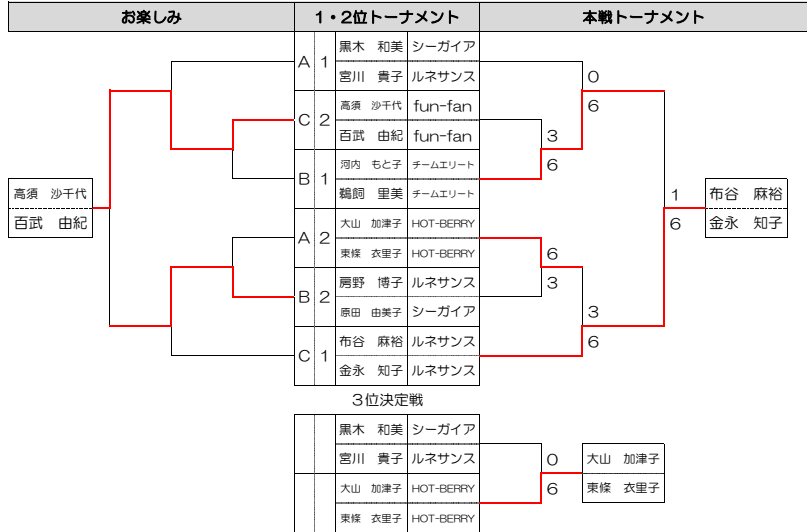 お楽しみ １・２位トーナメント 本戦トーナメント
黒木　和美 シーガイア
A 1
宮川　貴子 ルネサンス 0
高須　沙千代 fun-fan 6
C 2
百武　由紀 fun-fan 3
河内　もと子 チームエリート 6
B 1
高須　沙千代 鵜飼　里美 チームエリート 1 布谷　麻裕
百武　由紀 大山　加津子 HOT-BERRY 6 金永　知子
A 2
東條　衣里子 HOT-BERRY 6
房野　博子 ルネサンス 3
B 2
原田　由美子 シーガイア 3
布谷　麻裕 ルネサンス 6
C 1
金永　知子 ルネサンス
３位決定戦
黒木　和美 シーガイア
宮川　貴子 ルネサンス 0 大山　加津子
大山　加津子 HOT-BERRY 6 東條　衣里子
東條　衣里子 HOT-BERRY